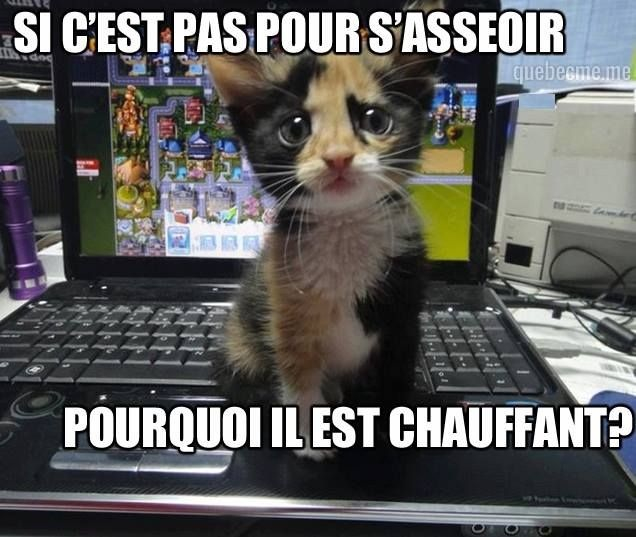 SI C'EST PAS POUR S'ASSEOIR
quebecme.me
POURQUOI IL EST CHAUFFANT?